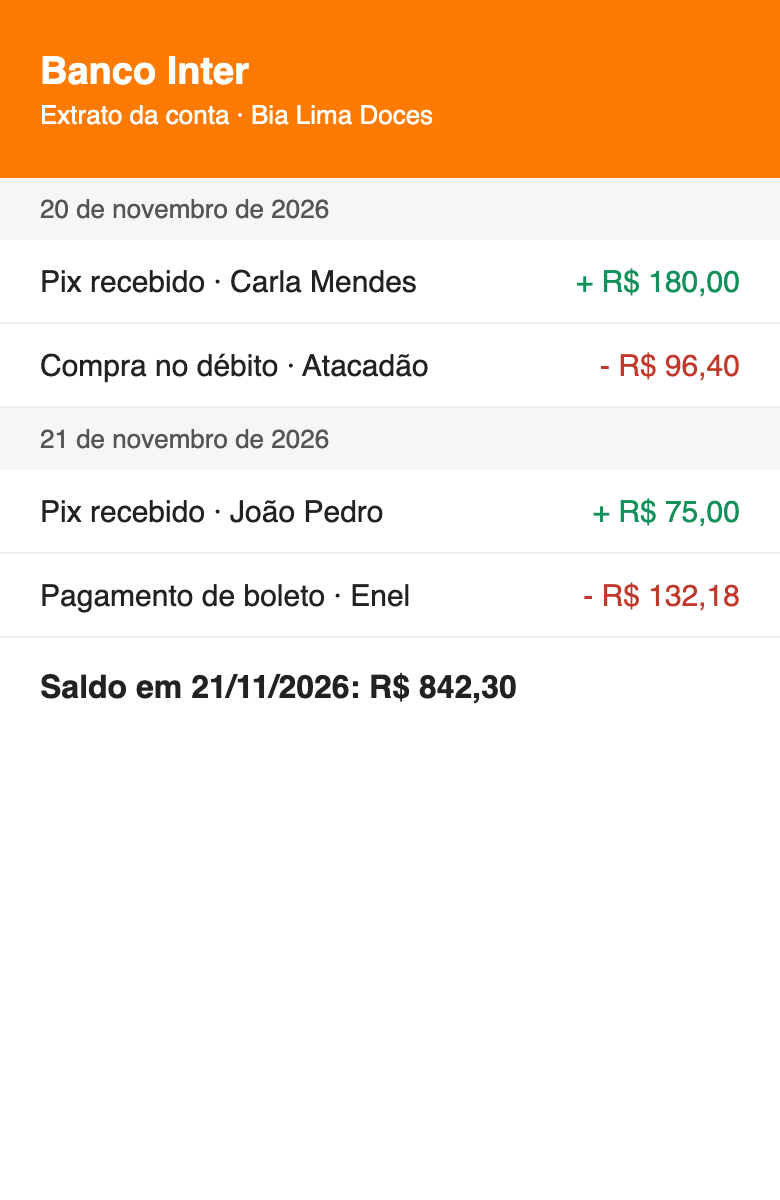 Banco Inter
Extrato da conta · Bia Lima Doces
20 de novembro de 2026
Pix recebido · Carla Mendes + R$ 180,00
Compra no débito · Atacadão - R$ 96,40
21 de novembro de 2026
Pix recebido · João Pedro + R$ 75,00
Pagamento de boleto · Enel - R$ 132,18
Saldo em 21/11/2026: R$ 842,30